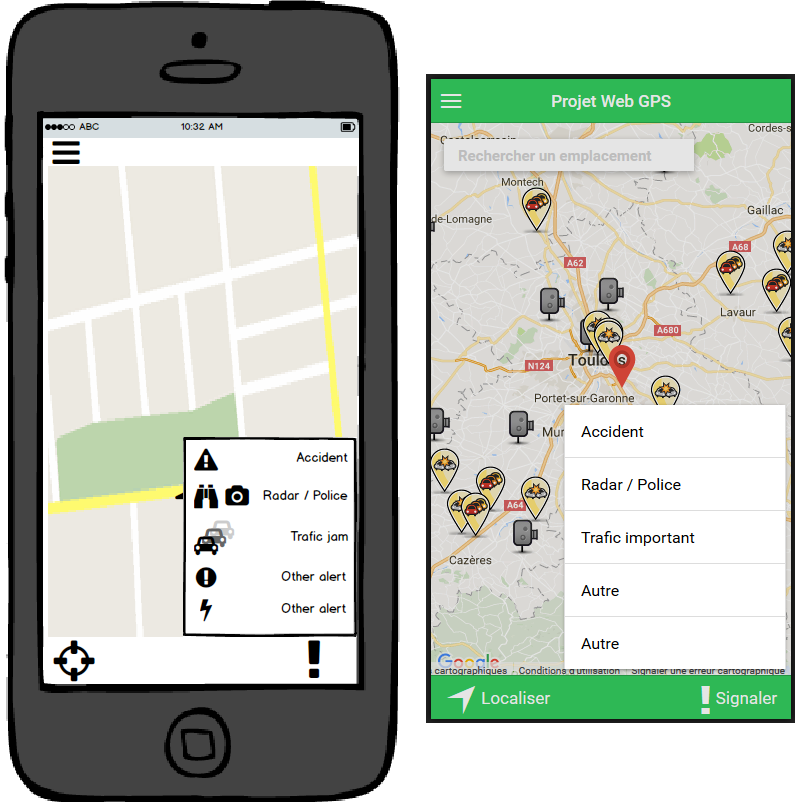 ABC
10:32 AM
Accident
Radar / Police
Trafic jam
Other alert
Other alert
Projet Web GPS
Rechercher un emplacement
Cordes-s
Montech
de-Lomagne
Gaillac
A62
A68
Lavaur
A680
Toulous
N124
Portet-sur-Garonne
Mur
A64
Cazères
Accident
Radar / Police
Trafic important
Autre
Autre
Google
cartographiques
Conditions d'utilisation
Signaler une erreur cartographique
Localiser
Signaler